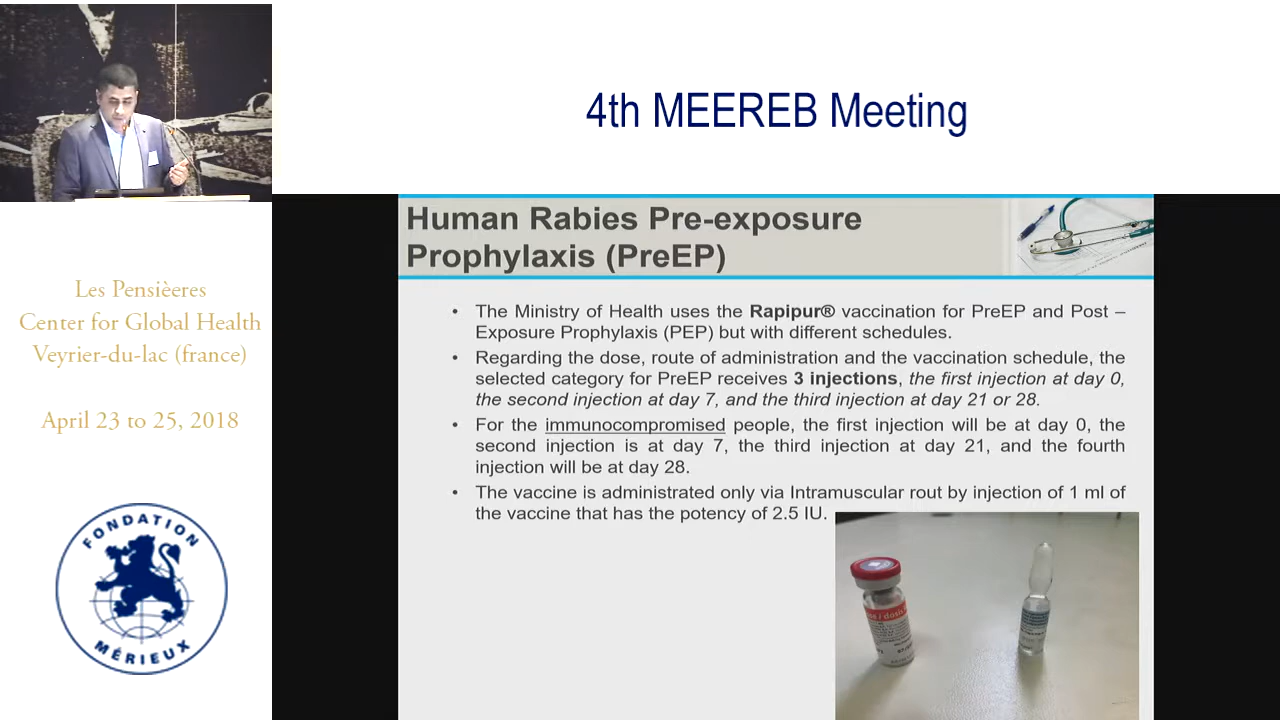 4th MEEREB Meeting
Les Pensièeres
Center for Global Health
Veyrier-du-lac (france)
April 23 to 25, 2018
FONDATION
MÉRIEUX
Human Rabies Pre-exposure
Prophylaxis (PreEP)
• The Ministry of Health uses the Rapipur® vaccination for PreEP and Post –
Exposure Prophylaxis (PEP) but with different schedules.
• Regarding the dose, route of administration and the vaccination schedule, the
selected category for PreEP receives 3 injections, the first injection at day 0,
the second injection at day 7, and the third injection at day 21 or 28.
• For the immunocompromised people, the first injection will be at day 0, the
second injection is at day 7, the third injection at day 21, and the fourth
injection will be at day 28.
• The vaccine is administrated only via Intramuscular rout by injection of 1 ml of
the vaccine that has the potency of 2.5 IU.